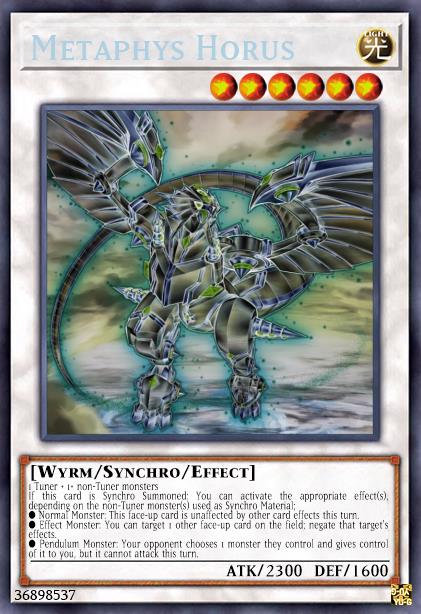 METAPHYS HORUS
LIGHT
光
[WYRM/SYNCHRO/EFFECT]
1 Tuner + 1+ non-Tuner monsters
If this card is Synchro Summoned: You can activate the appropriate effect(s),
depending on the non-Tuner monster(s) used as Synchro Material;
● Normal Monster: This face-up card is unaffected by other card effects this turn.
● Effect Monster: You can target 1 other face-up card on the field; negate that target's
effects.
● Pendulum Monster: Your opponent chooses 1 monster they control and gives control
of it to you, but it cannot attack this turn.
ATK/2300 DEF/1600
36898537